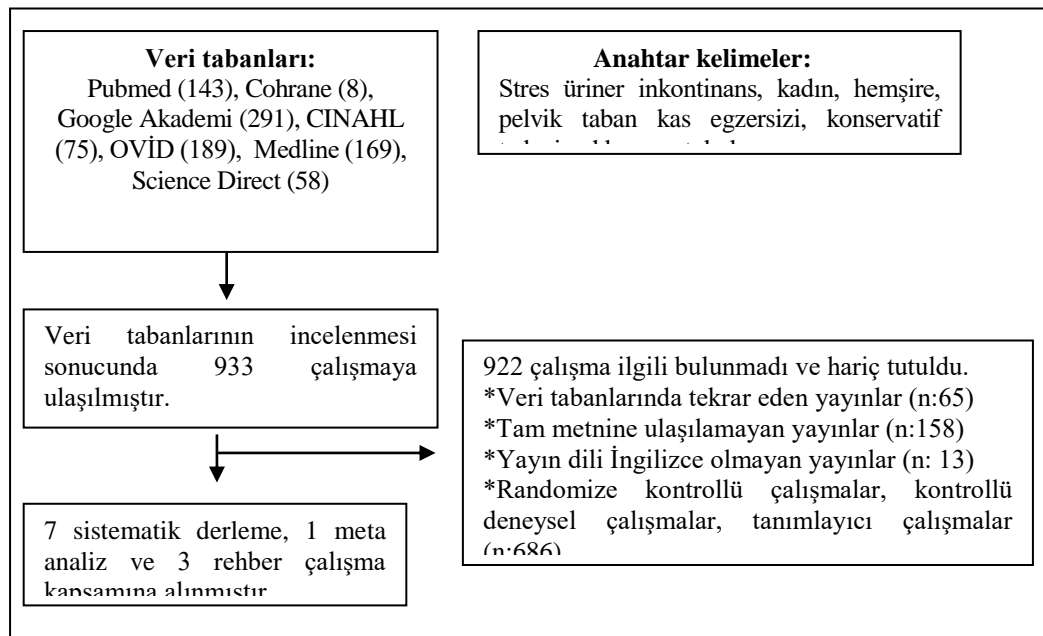 Veri tabanları:
Pubmed (143), Cohrane (8),
Google Akademi (291), CINAHL
(75), OVİD (189), Medline (169),
Science Direct (58)
Anahtar kelimeler:
Stres üriner inkontinans, kadın, hemşire,
pelvik taban kas egzersizi, konservatif
Veri tabanlarının incelenmesi
sonucunda 933 çalışmaya
ulaşılmıştır.
922 çalışma ilgili bulunmadı ve hariç tutuldu.
*Veri tabanlarında tekrar eden yayınlar (n:65)
*Tam metnine ulaşılamayan yayınlar (n:158)
*Yayın dili İngilizce olmayan yayınlar (n: 13)
*Randomize kontrollü çalışmalar, kontrollü
deneysel çalışmalar, tanımlayıcı çalışmalar
(n:686)
7 sistematik derleme, 1 meta
analiz ve 3 rehber çalışma
kapsamına alınmıştır